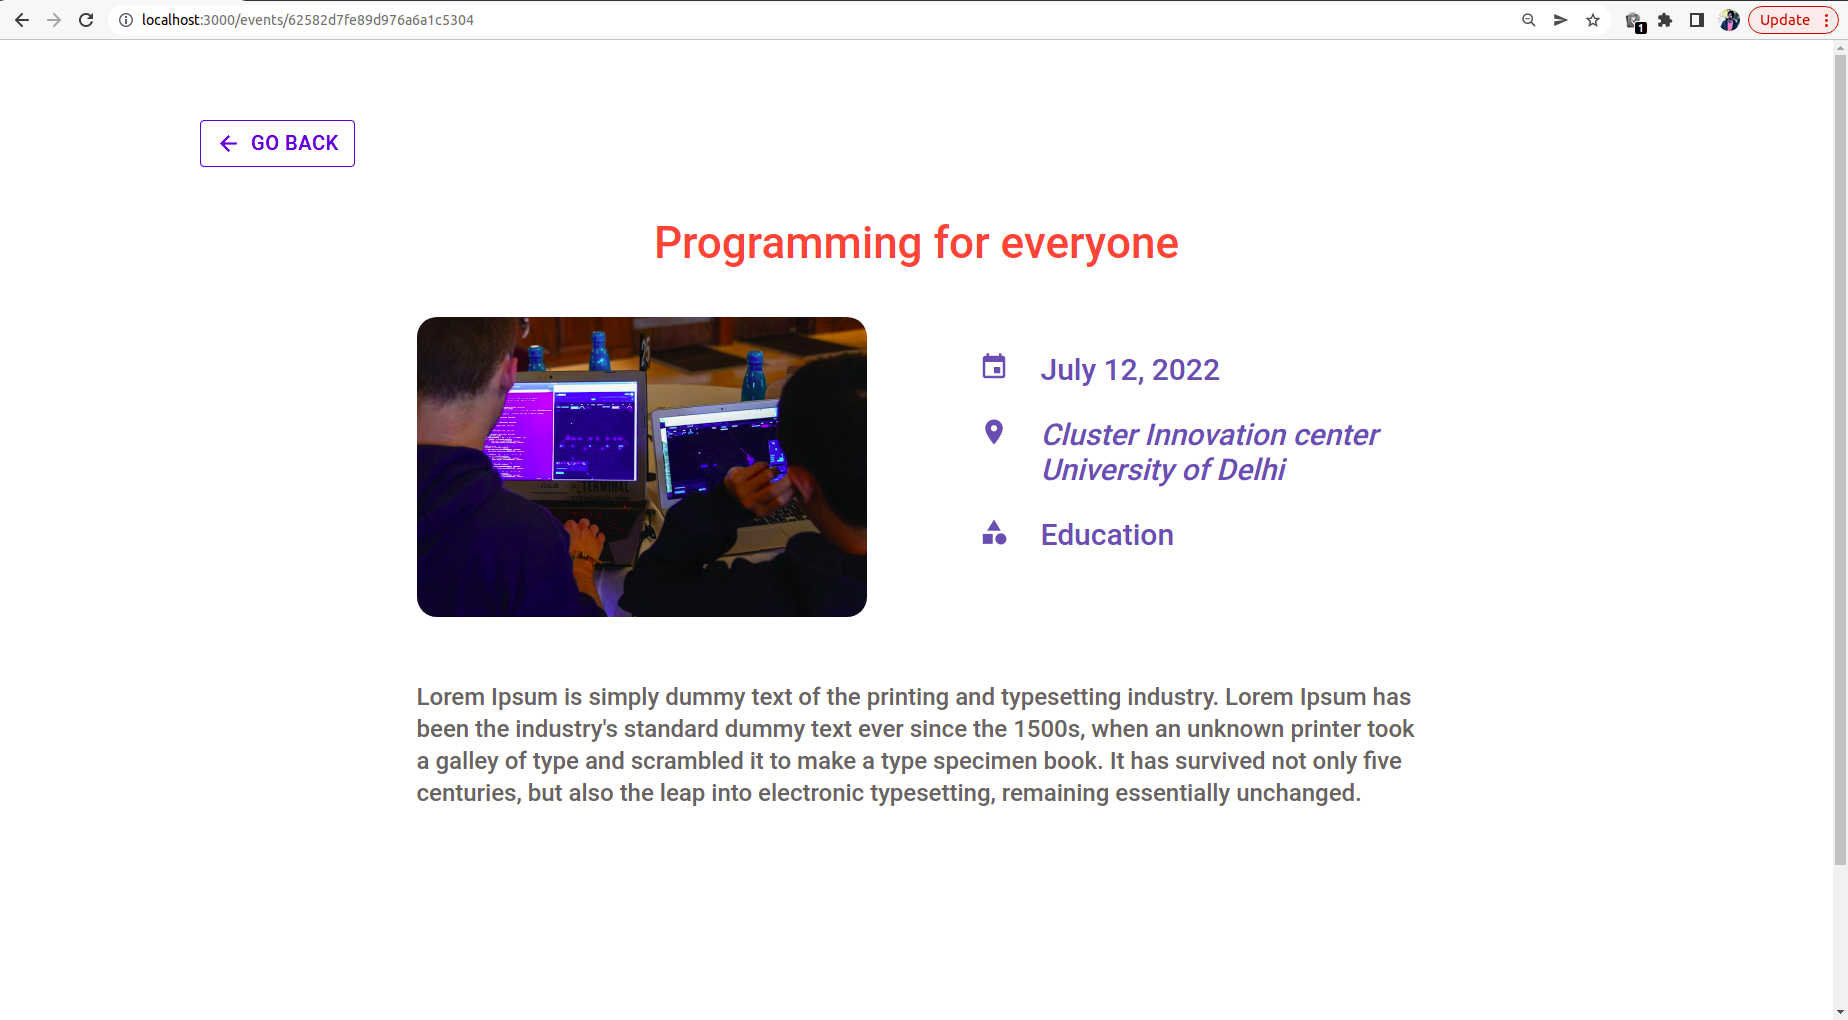 localhost:3000/events/62582d7fe89d976a6a1c5304
1
Update
GO BACK
Programming for everyone
TERMINAL
July 12, 2022
Cluster Innovation center
University of Delhi
Education
Lorem Ipsum is simply dummy text of the printing and typesetting industry. Lorem Ipsum has
been the industry's standard dummy text ever since the 1500s, when an unknown printer took
a galley of type and scrambled it to make a type specimen book. It has survived not only five
centuries, but also the leap into electronic typesetting, remaining essentially unchanged.